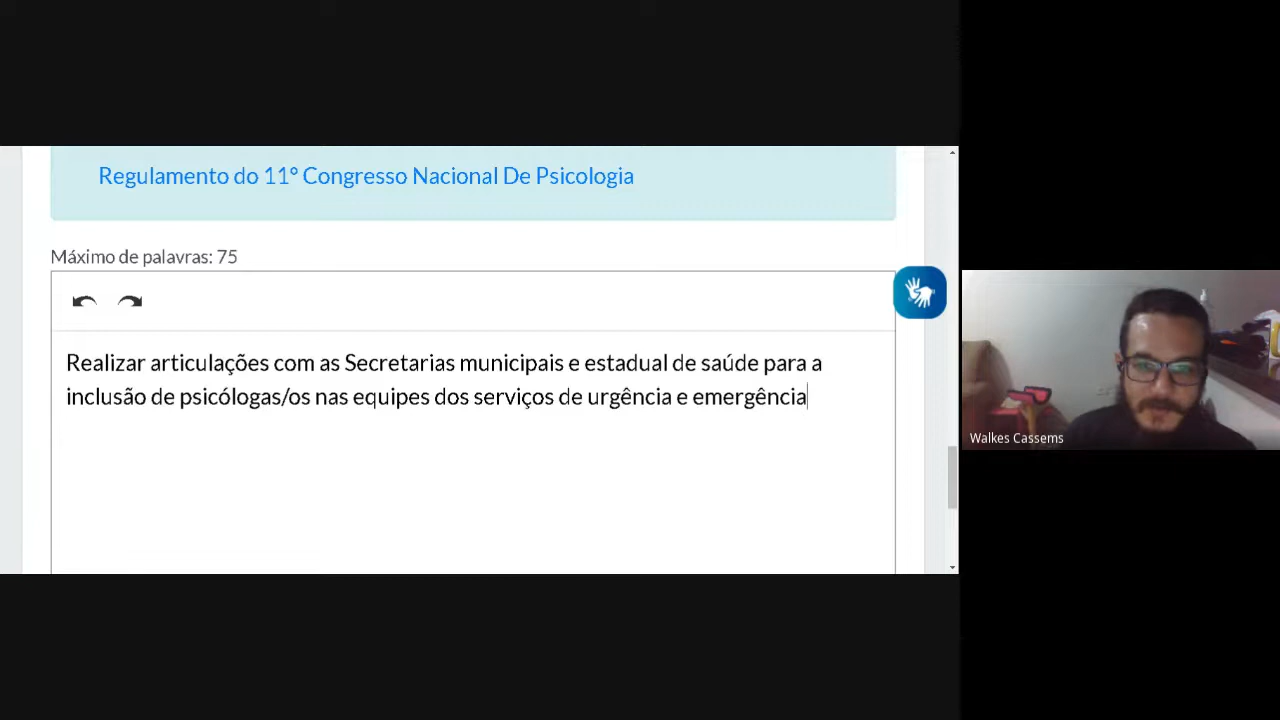 Regulamento do 11º Congresso Nacional De Psicologia
Máximo de palavras: 75
Realizar articulações com as Secretarias municipais e estadual de saúde para a
inclusão de psicólogas/os nas equipes dos serviços de urgência e emergência
Walkes Cassems